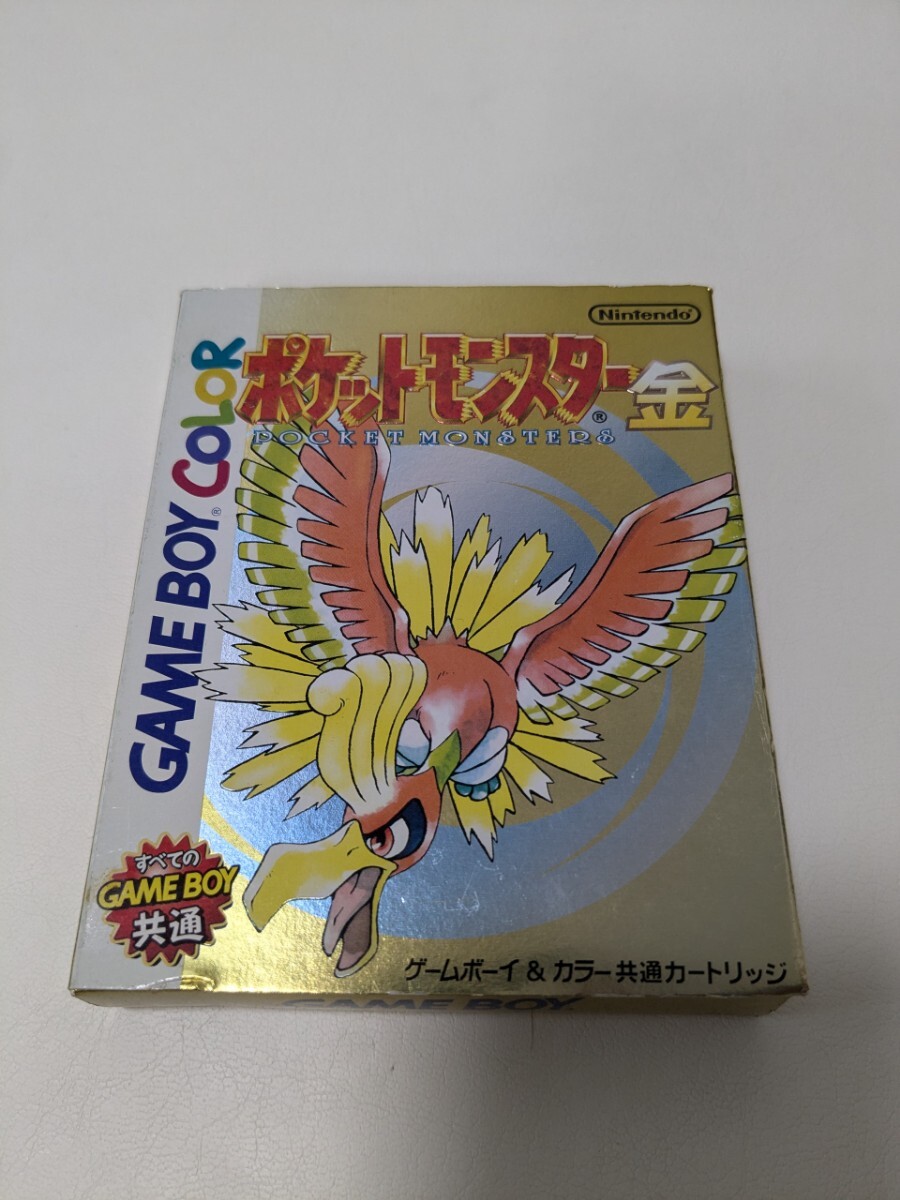 Nintendo
ポケットモンスター金
®
POCKET MONSTERS
GAME BOY® COLOR
すべての
GAME BOY
共通
ゲームボーイ & カラー共通カートリッジ
GAME BOY